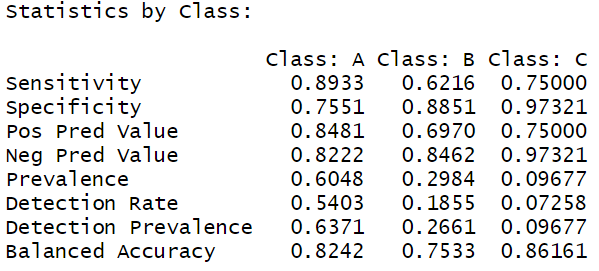 Statistics by Class:

                     Class: A Class: B Class: C
Sensitivity            0.8933   0.6216  0.75000
Specificity            0.7551   0.8851  0.97321
Pos Pred Value         0.8481   0.6970  0.75000
Neg Pred Value         0.8222   0.8462  0.97321
Prevalence             0.6048   0.2984  0.09677
Detection Rate         0.5403   0.1855  0.07258
Detection Prevalence   0.6371   0.2661  0.09677
Balanced Accuracy      0.8242   0.7533  0.86161